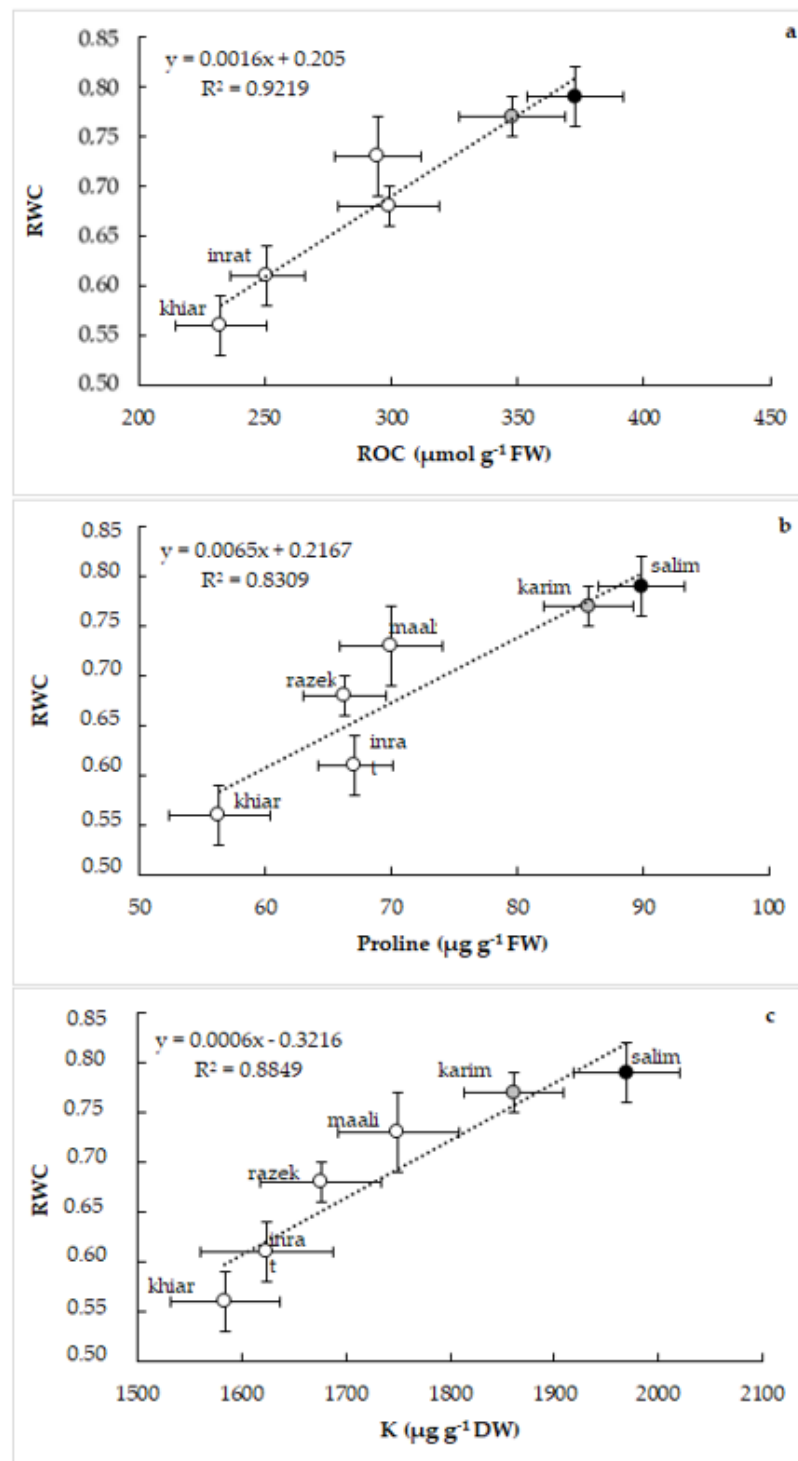 a
0.85
y = 0.0016x + 0.205
R² = 0.9219
0.80
0.75
0.70
RWC
0.65
inrat
0.60
khiar
0.55
0.50
200 250 300 350 400 450
ROC (µmol g⁻¹ FW)
b
0.85
y = 0.0065x + 0.2167
R² = 0.8309
salim
0.80
karim
0.75
maali
0.70
razek
RWC
0.65
inra
t
0.60
khiar
0.55
0.50
50 60 70 80 90 100
Proline (µg g⁻¹ FW)
c
0.85
y = 0.0006x - 0.3216
R² = 0.8849
salim
0.80
karim
0.75
maali
0.70
razek
RWC
0.65
inra
t
0.60
khiar
0.55
0.50
1500 1600 1700 1800 1900 2000 2100
K (µg g⁻¹ DW)